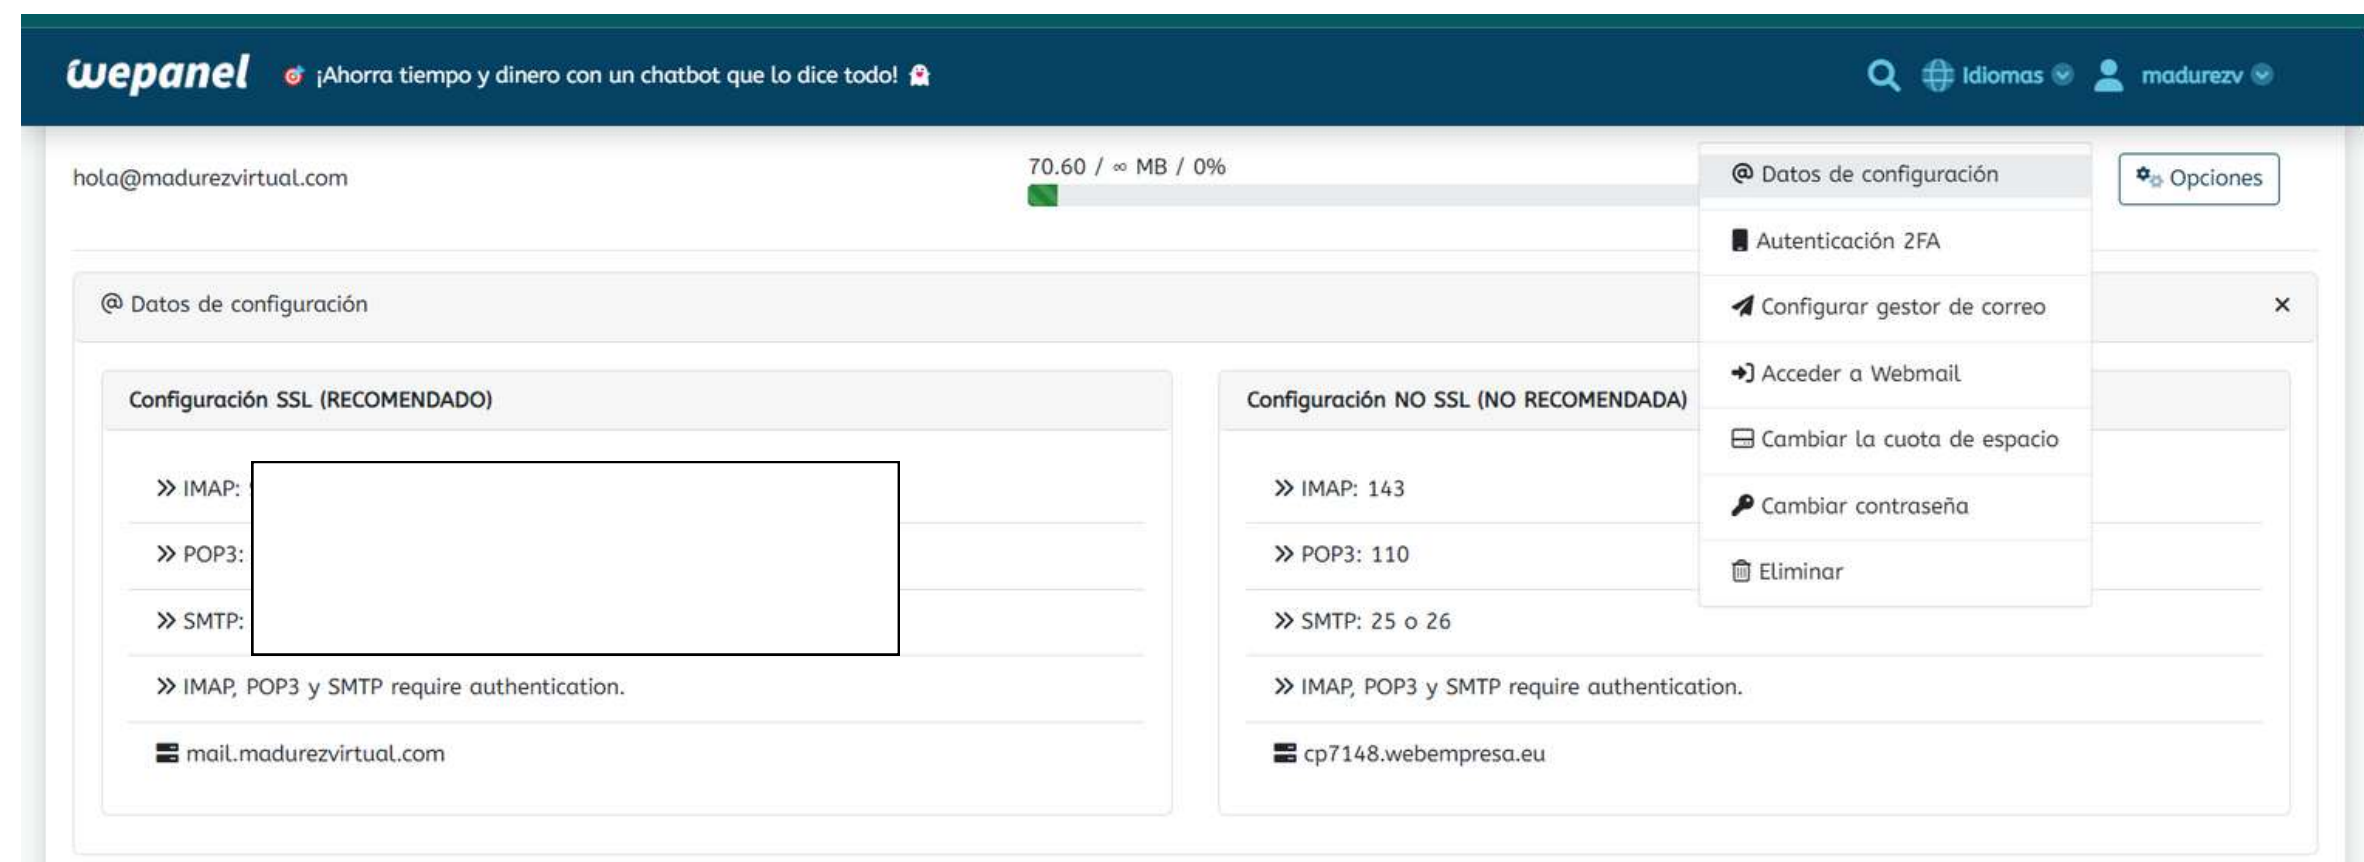 wepanel ¡Ahorra tiempo y dinero con un chatbot que lo dice todo! Idiomas madurezv
hola@madurezvirtual.com
70.60 / ∞ MB / 0%
Opciones
@ Datos de configuración
Autenticación 2FA
Configurar gestor de correo
Acceder a Webmail
Cambiar la cuota de espacio
Cambiar contraseña
Eliminar
@ Datos de configuración
Configuración SSL (RECOMENDADO)
IMAP:
POP3:
SMTP:
IMAP, POP3 y SMTP require authentication.
mail.madurezvirtual.com
Configuración NO SSL (NO RECOMENDADA)
IMAP: 143
POP3: 110
SMTP: 25 o 26
IMAP, POP3 y SMTP require authentication.
cp7148.webempresa.eu